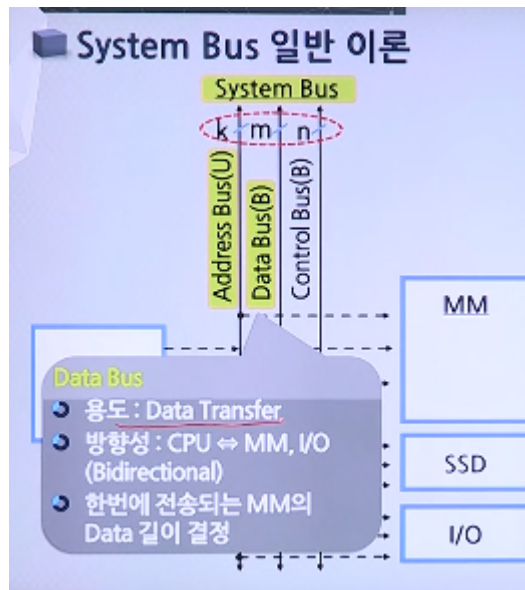 System Bus 일반 이론
System Bus
k m n
Address Bus(U)
Data Bus(B)
Control Bus(B)
MM
Data Bus
용도 : Data Transfer
방향성 : CPU ⇔ MM, I/O
(Bidirectional)
한번에 전송되는 MM의
Data 길이 결정
SSD
I/O